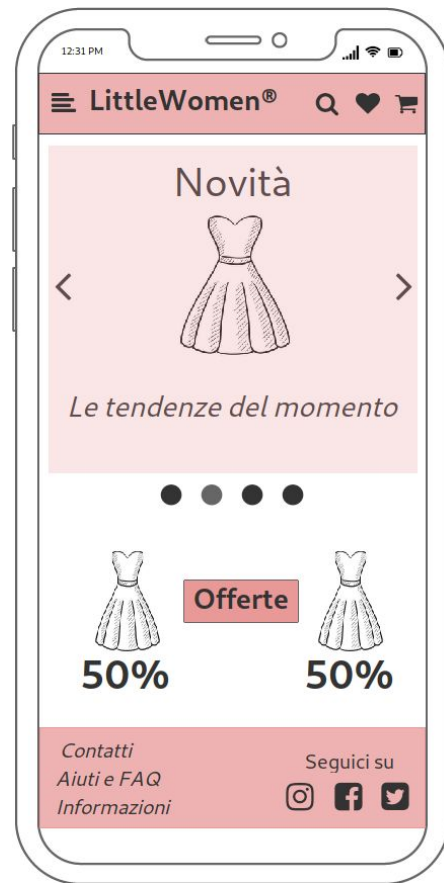 12:31 PM
LittleWomen®
Novità
Le tendenze del momento
Offerte
50%
50%
Contatti
Aiuti e FAQ
Informazioni
Seguici su